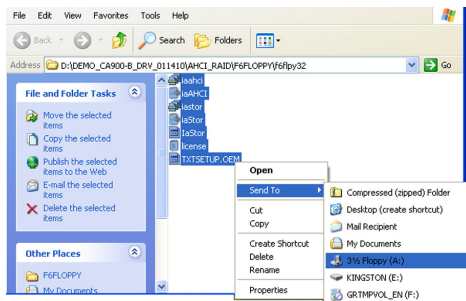 File Edit View Favorites Tools Help
Back Search Folders
Address D:\DEMO_CA900-B_DRV_011410\AHCI_RAID\F6FLOPPY\f6flpy32 Go
File and Folder Tasks
Move the selected
items
Copy the selected
items
Publish the selected
items to the Web
E-mail the selected
items
Delete the selected
items
Other Places
F6FLOPPY
My Documents
iaahci
iaAHCI
iastor
iaStor
IaStor
license
TXTSETUP.OEM
Open
Send To
Cut
Copy
Create Shortcut
Delete
Rename
Properties
Compressed (zipped) Folder
Desktop (create shortcut)
Mail Recipient
My Documents
3½ Floppy (A:)
KINGSTON (E:)
GRTMPVOL_EN (F:)